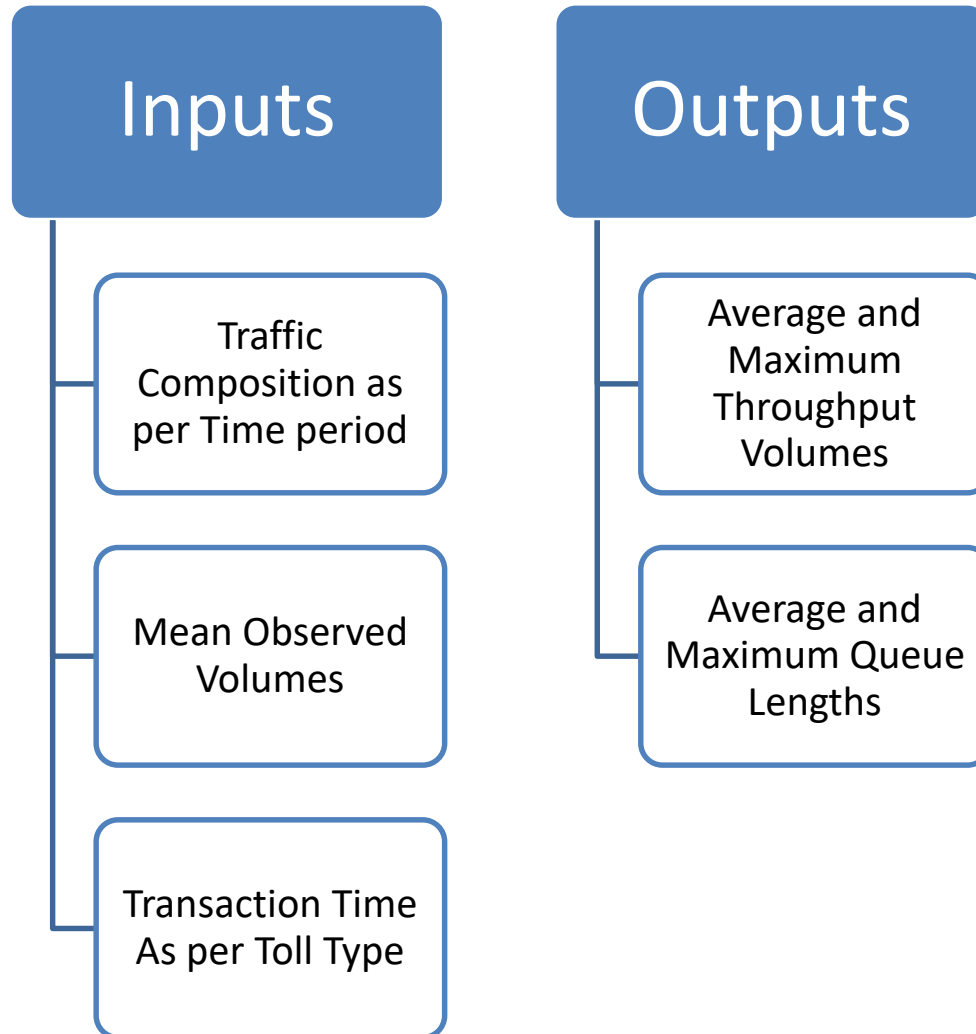 Inputs
Traffic
Composition as
per Time period
Mean Observed
Volumes
Transaction Time
As per Toll Type
Outputs
Average and
Maximum
Throughput
Volumes
Average and
Maximum Queue
Lengths